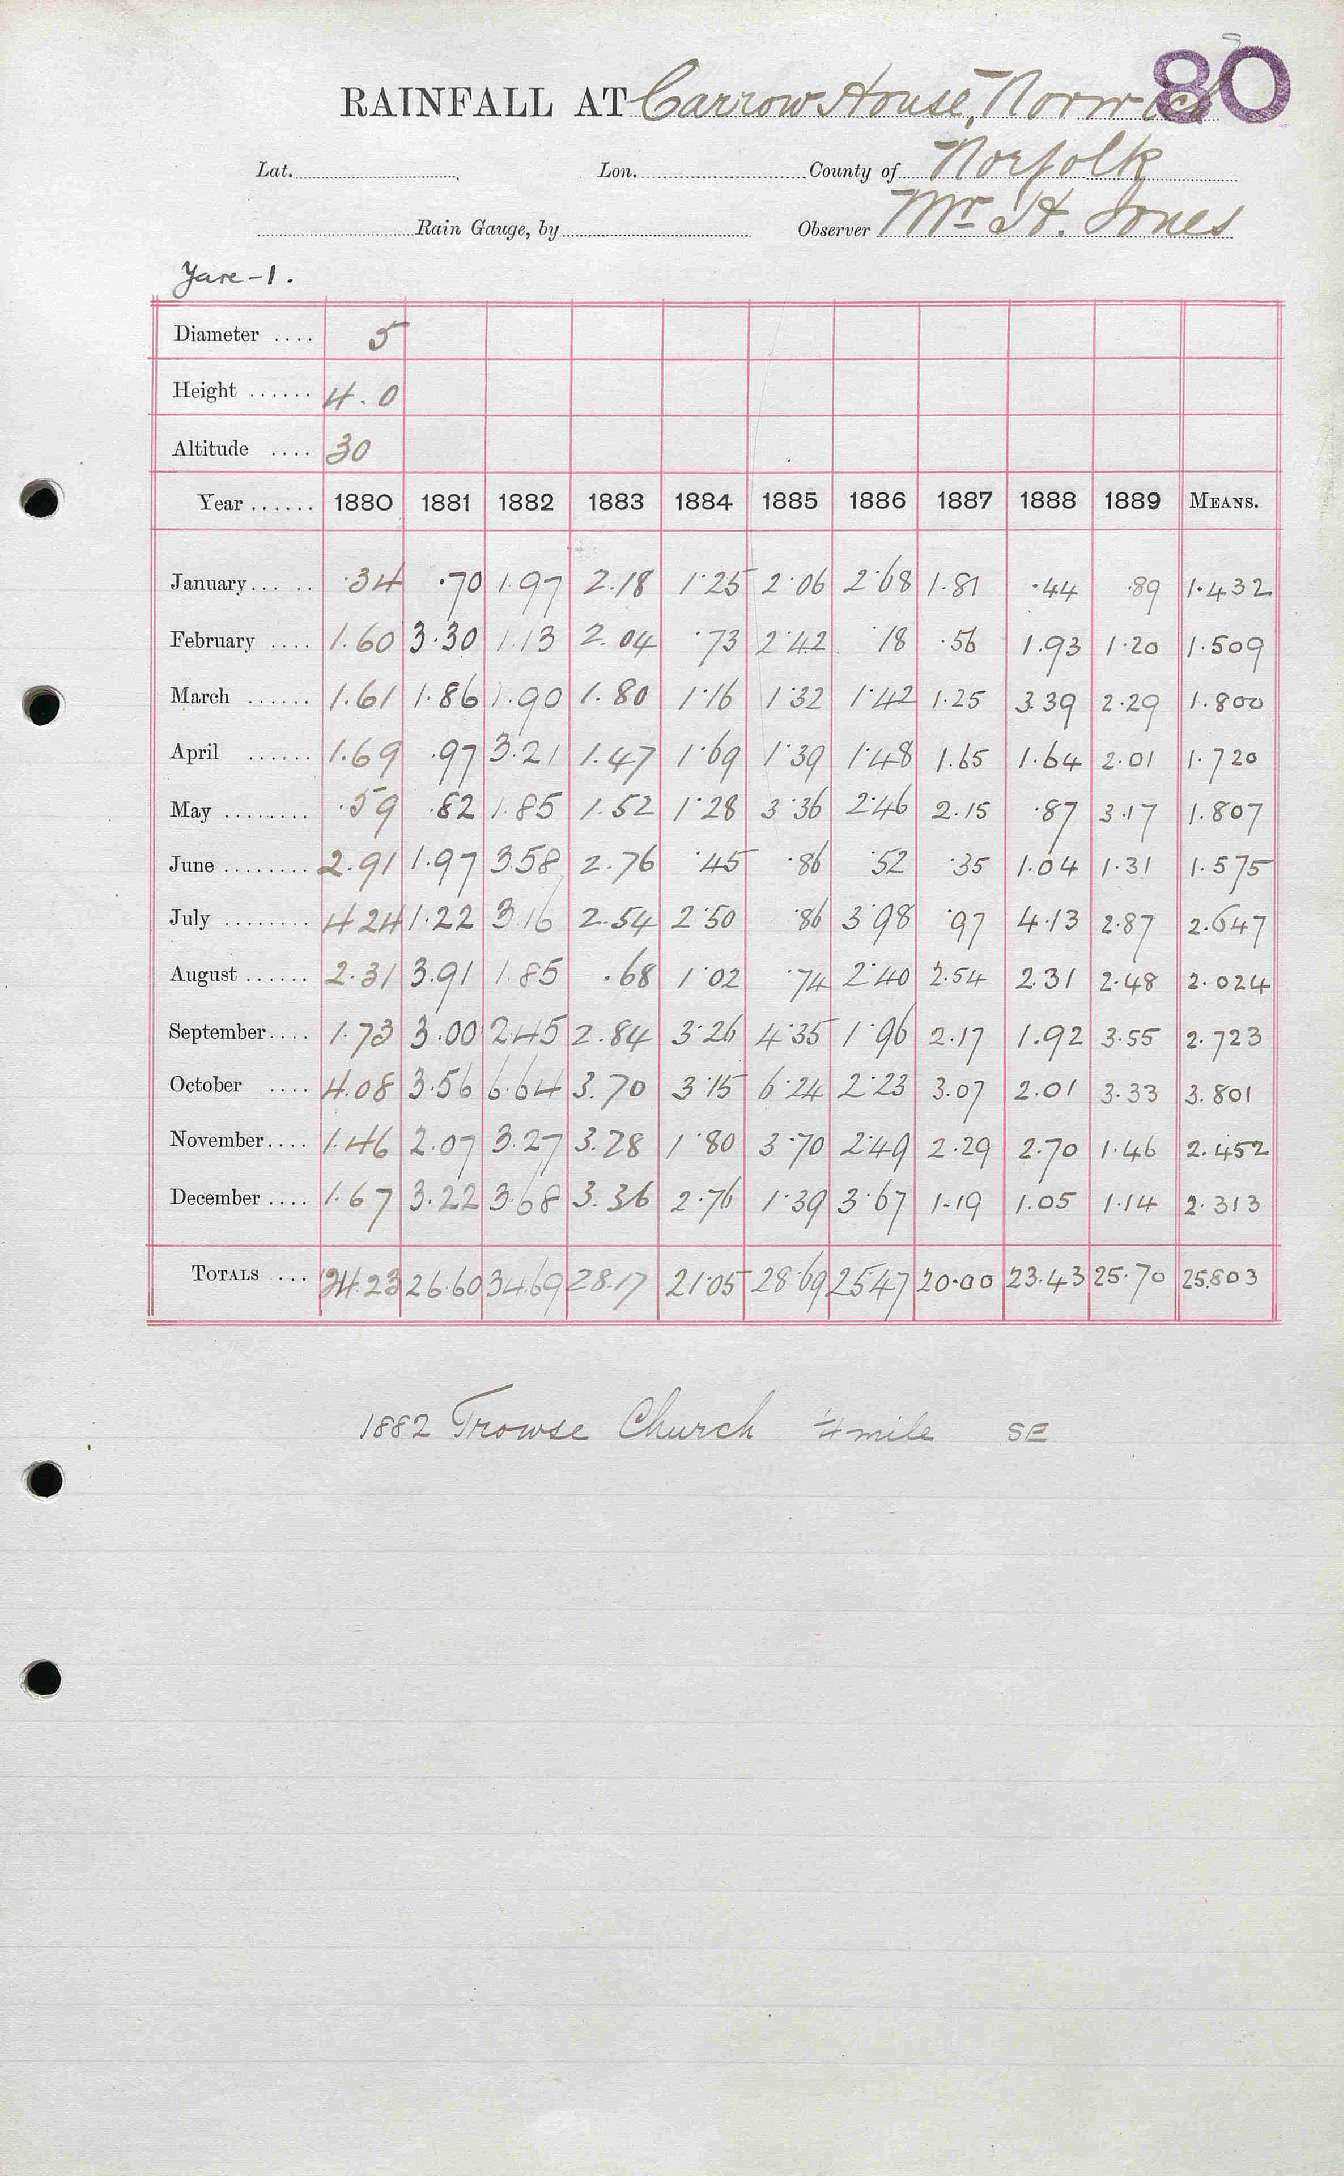 80
RAINFALL AT Carrow House, Norwich
Lat. Lon. County of Norfolk
Rain Gauge, by Observer Mr H. Jones
Yare-1.
Diameter .... 5
Height ...... 4.0
Altitude .... 30
Year ...... 1880 1881 1882 1883 1884 1885 1886 1887 1888 1889 MEANS.
January ..... .34 .70 1.97 2.18 1.25 2.06 2.68 1.81 .44 .89 1.432
February .... 1.60 3.30 1.13 2.04 .73 2.42 .18 .56 1.93 1.20 1.509
March ...... 1.61 1.86 1.90 1.80 1.16 1.32 1.42 1.25 3.39 2.29 1.800
April ...... 1.69 .97 3.21 1.47 1.69 1.39 1.48 1.65 1.64 2.01 1.720
May ........ .59 .82 1.85 1.52 1.28 3.36 2.46 2.15 .87 3.17 1.807
June ........ 2.91 1.97 3.58 2.76 .45 .86 .52 .35 1.04 1.31 1.575
July ........ 4.24 1.22 3.16 2.54 2.50 .86 3.98 .97 4.13 2.87 2.647
August ...... 2.31 3.91 1.85 .68 1.02 .74 2.40 2.54 2.31 2.48 2.024
September .... 1.73 3.00 2.45 2.84 3.26 4.35 1.96 2.17 1.92 3.55 2.723
October .... 4.08 3.56 6.64 3.70 3.15 6.24 2.23 3.07 2.01 3.33 3.801
November .... 1.46 2.07 3.27 3.28 1.80 3.70 2.49 2.29 2.70 1.46 2.452
December .... 1.67 3.22 3.68 3.36 2.76 1.39 3.67 1.19 1.05 1.14 2.313
TOTALS .... 24.23 26.60 34.69 28.17 21.05 28.69 25.47 20.00 23.43 25.70 25.803
1882 Trowse Church ¼ mile SE